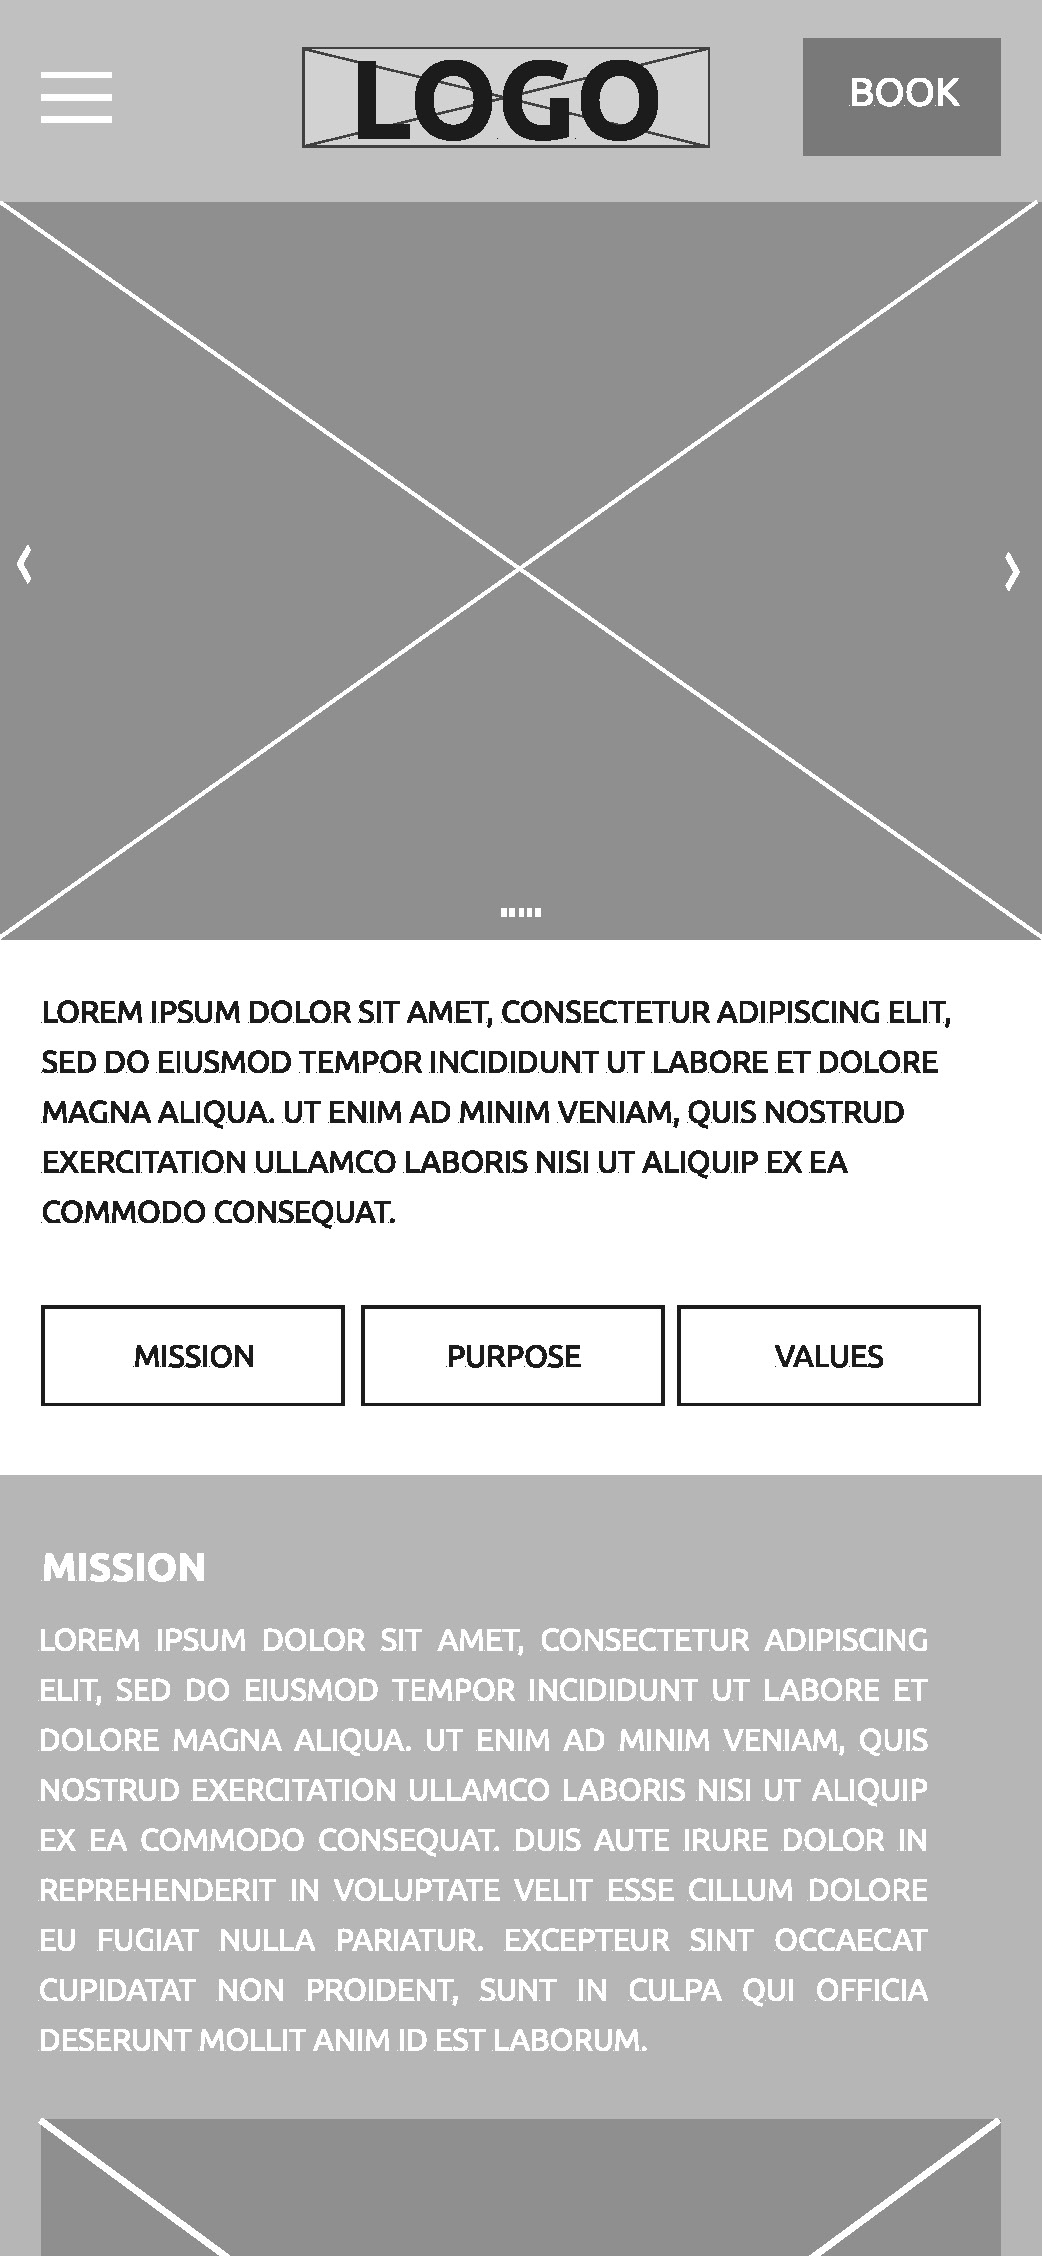 LOGO
BOOK
LOREM IPSUM DOLOR SIT AMET, CONSECTETUR ADIPISCING ELIT,
SED DO EIUSMOD TEMPOR INCIDIDUNT UT LABORE ET DOLORE
MAGNA ALIQUA. UT ENIM AD MINIM VENIAM, QUIS NOSTRUD
EXERCITATION ULLAMCO LABORIS NISI UT ALIQUIP EX EA
COMMODO CONSEQUAT.
MISSION
PURPOSE
VALUES
MISSION
LOREM IPSUM DOLOR SIT AMET, CONSECTETUR ADIPISCING
ELIT, SED DO EIUSMOD TEMPOR INCIDIDUNT UT LABORE ET
DOLORE MAGNA ALIQUA. UT ENIM AD MINIM VENIAM, QUIS
NOSTRUD EXERCITATION ULLAMCO LABORIS NISI UT ALIQUIP
EX EA COMMODO CONSEQUAT. DUIS AUTE IRURE DOLOR IN
REPREHENDERIT IN VOLUPTATE VELIT ESSE CILLUM DOLORE
EU FUGIAT NULLA PARIATUR. EXCEPTEUR SINT OCCAECAT
CUPIDATAT NON PROIDENT, SUNT IN CULPA QUI OFFICIA
DESERUNT MOLLIT ANIM ID EST LABORUM.